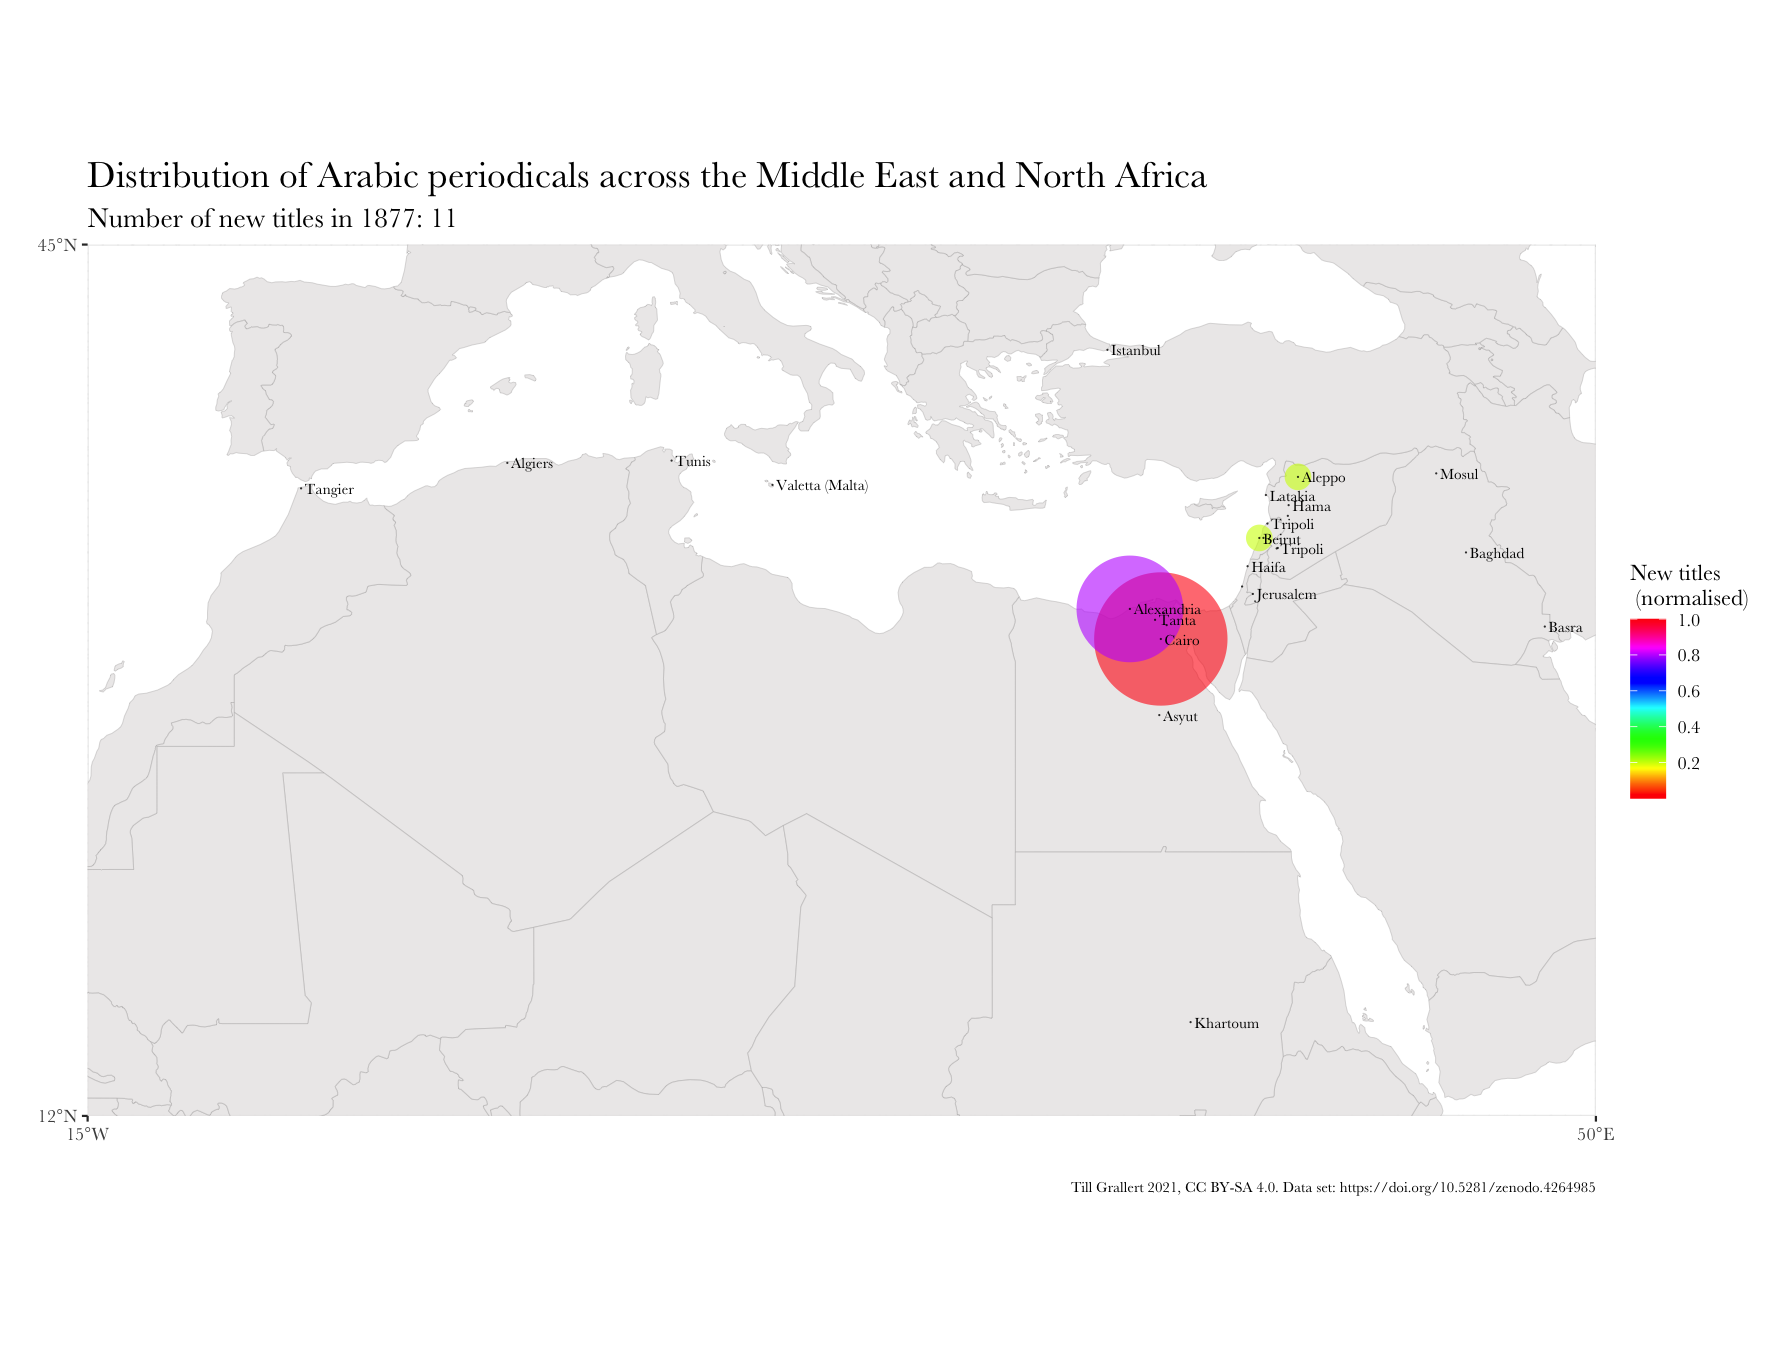 Distribution of Arabic periodicals across the Middle East and North Africa
Number of new titles in 1877: 11
45°N
Istanbul
Algiers
Tunis
Tangier
Valetta (Malta)
Aleppo
Mosul
Latakia
Hama
Tripoli
Beirut
Tripoli
Baghdad
Haifa
Jerusalem
Alexandria
Tanta
Cairo
Basra
Asyut
Khartoum
New titles
(normalised)
1.0
0.8
0.6
0.4
0.2
12°N
15°W
50°E
Till Grallert 2021, CC BY-SA 4.0. Data set: https://doi.org/10.5281/zenodo.4264985